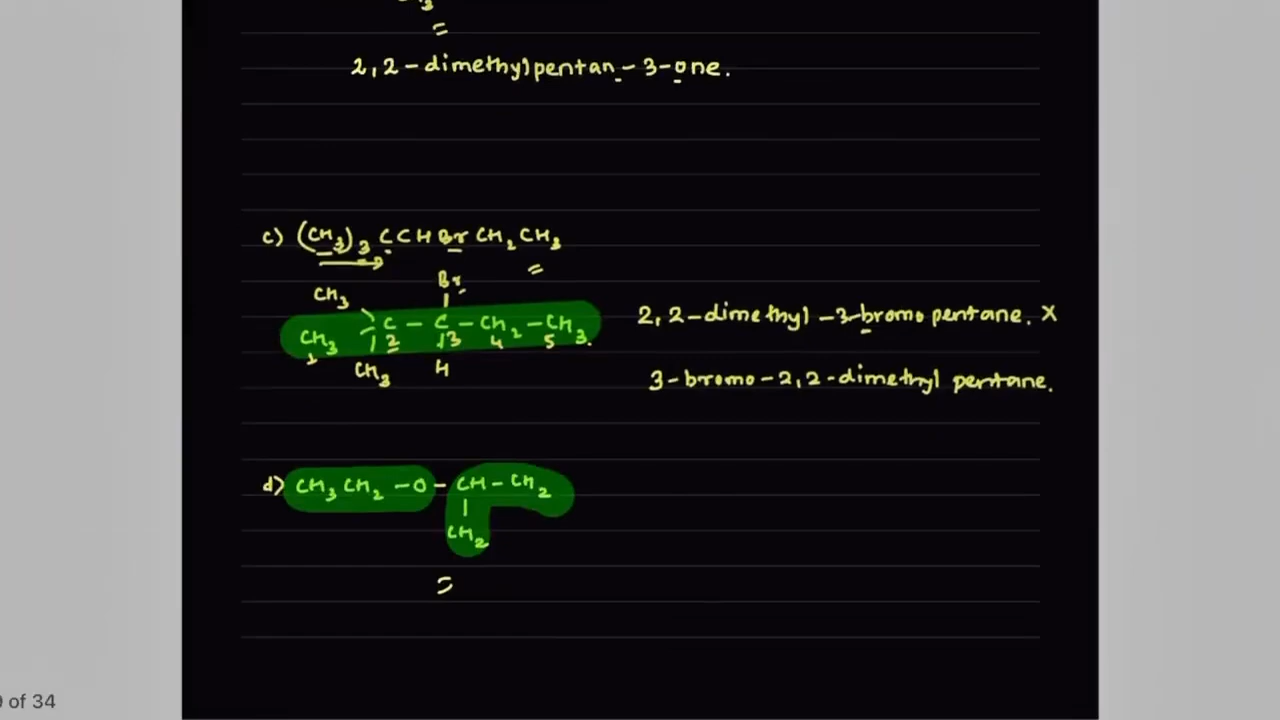 3
=
2,2-dimethylpentan-3-one.
c) (CH3)3CCHBrCH2CH3
=
Br
CH3
CH3 C - C - CH2 - CH3 2,2-dimethyl-3-bromopentane. X
1 2 3 4 5
CH3 H
3-bromo-2,2-dimethyl pentane.
d) CH3CH2-O-CH-CH2
CH2
=
of 34